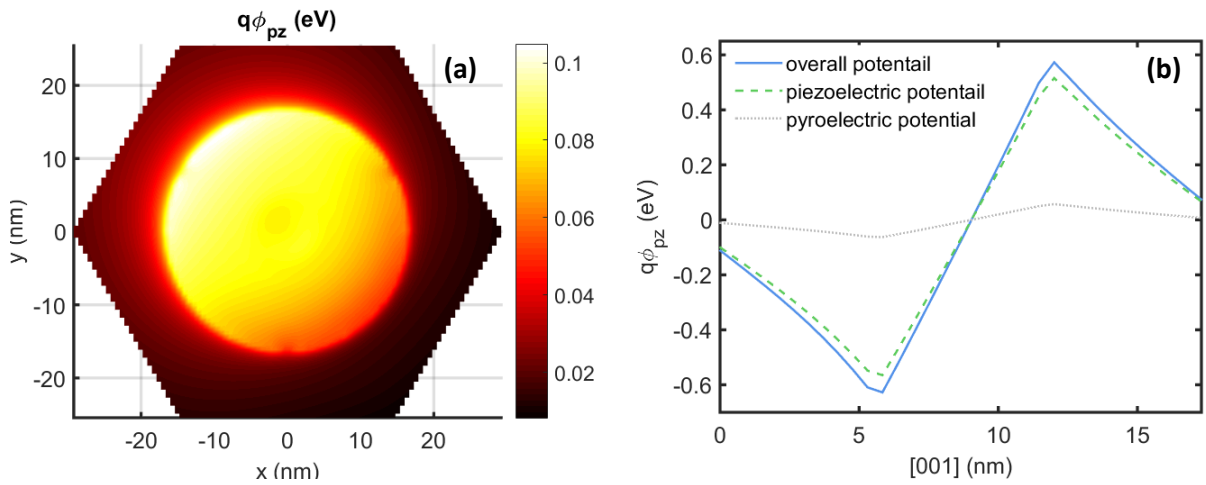 qϕpz (eV)
(a)
y (nm)
20
10
0
-10
-20
-20
-10
0
10
20
x (nm)
0.1
0.08
0.06
0.04
0.02
(b)
overall potentail
piezoelectric potentail
pyroelectric potential
qϕpz (eV)
0.6
0.4
0.2
0
-0.2
-0.4
-0.6
0
5
10
15
[001] (nm)